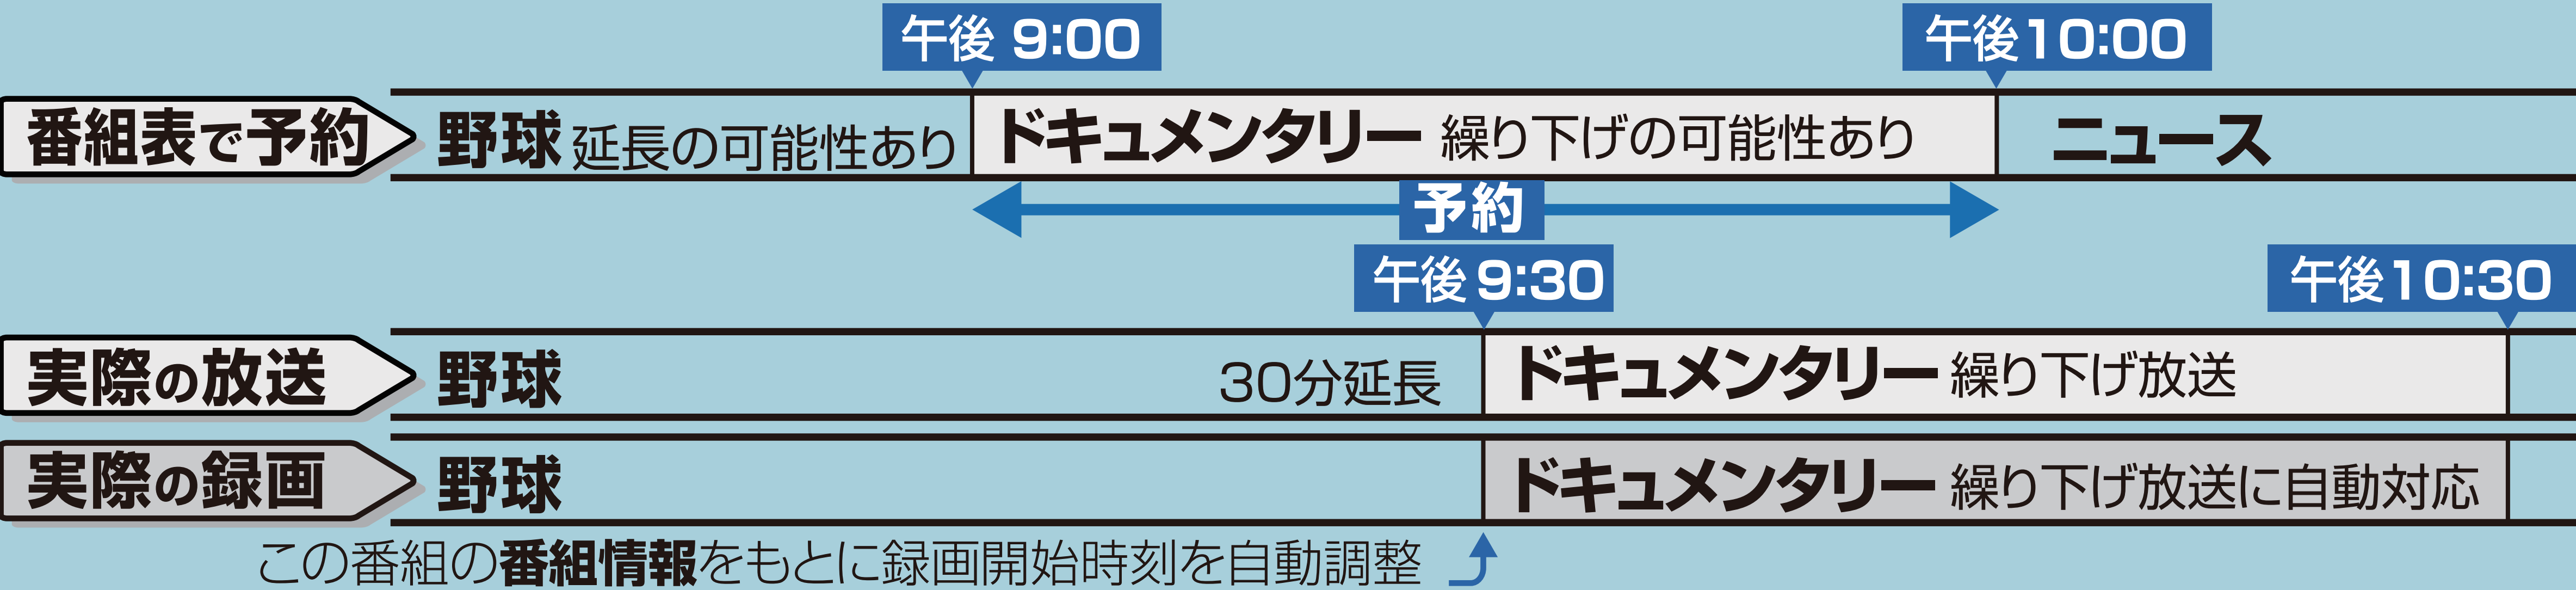 午後 9:00
午後10:00
番組表で予約
野球 延長の可能性あり
ドキュメンタリー 繰り下げの可能性あり
ニュース
予約
午後 9:30
午後10:30
実際の放送
野球
30分延長
ドキュメンタリー 繰り下げ放送
実際の録画
野球
ドキュメンタリー 繰り下げ放送に自動対応
この番組の番組情報をもとに録画開始時刻を自動調整